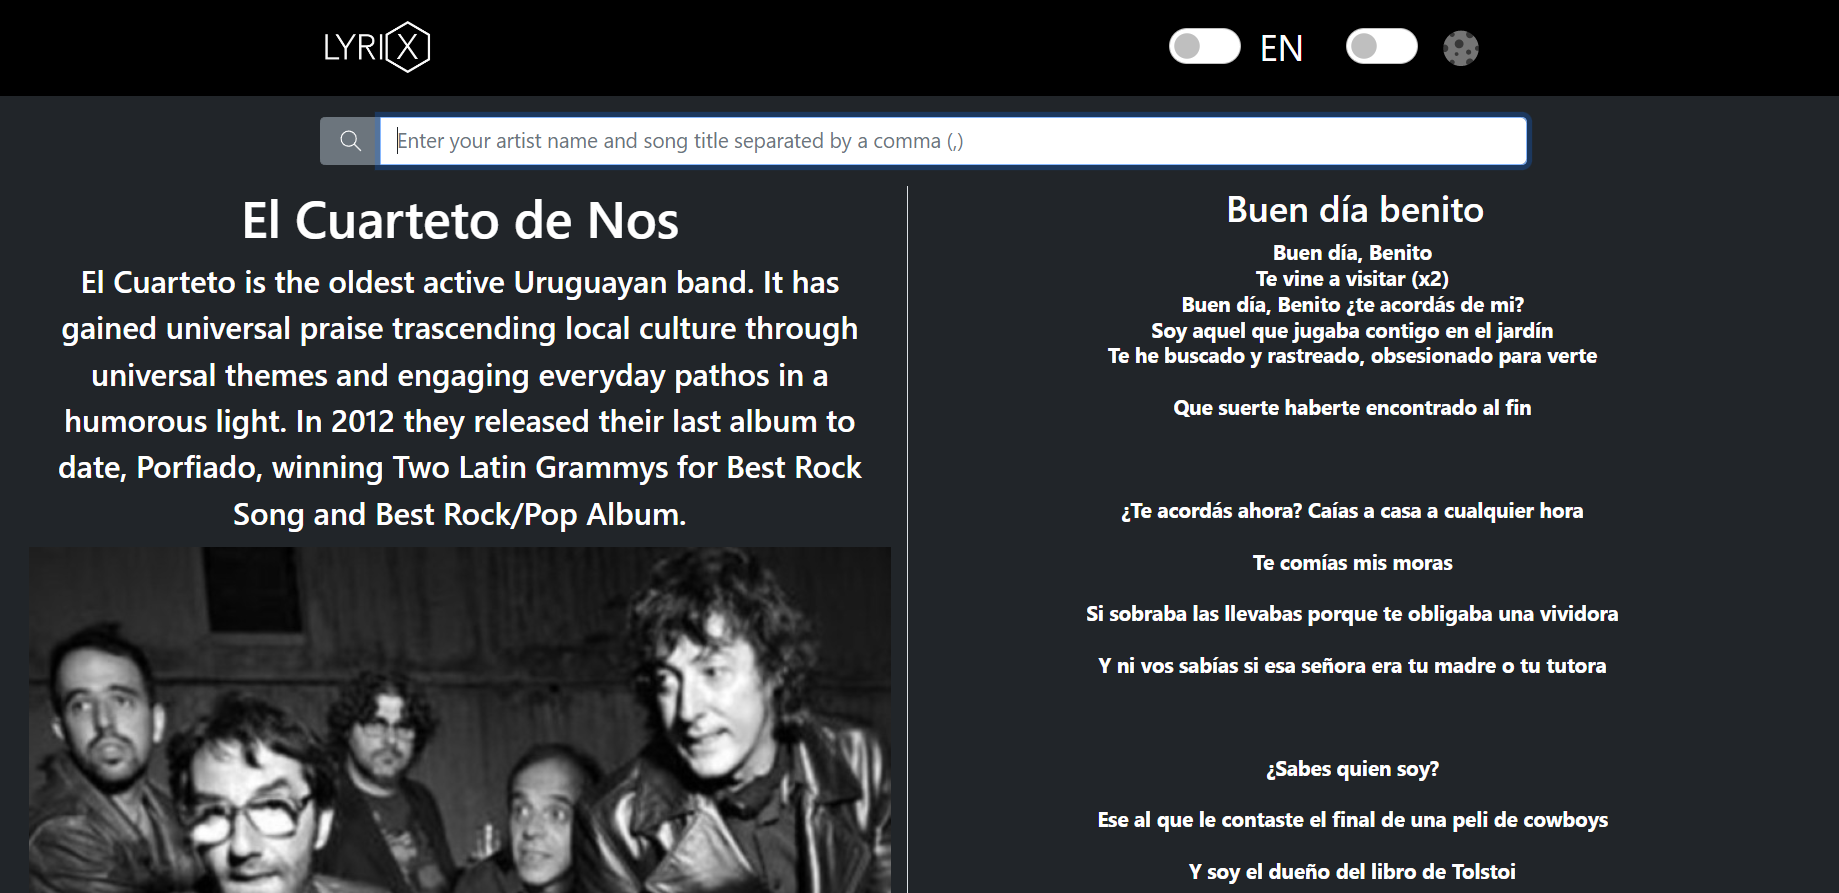 LYRIX
EN
Enter your artist name and song title separated by a comma (,)
El Cuarteto de Nos
El Cuarteto is the oldest active Uruguayan band. It has
gained universal praise trascending local culture through
universal themes and engaging everyday pathos in a
humorous light. In 2012 they released their last album to
date, Porfiado, winning Two Latin Grammys for Best Rock
Song and Best Rock/Pop Album.
Buen día benito
Buen día, Benito
Te vine a visitar (x2)
Buen día, Benito ¿te acordás de mi?
Soy aquel que jugaba contigo en el jardín
Te he buscado y rastreado, obsesionado para verte
Que suerte haberte encontrado al fin
¿Te acordás ahora? Caías a casa a cualquier hora
Te comías mis moras
Si sobraba las llevabas porque te obligaba una vividora
Y ni vos sabías si esa señora era tu madre o tu tutora
¿Sabes quien soy?
Ese al que le contaste el final de una peli de cowboys
Y soy el dueño del libro de Tolstoi